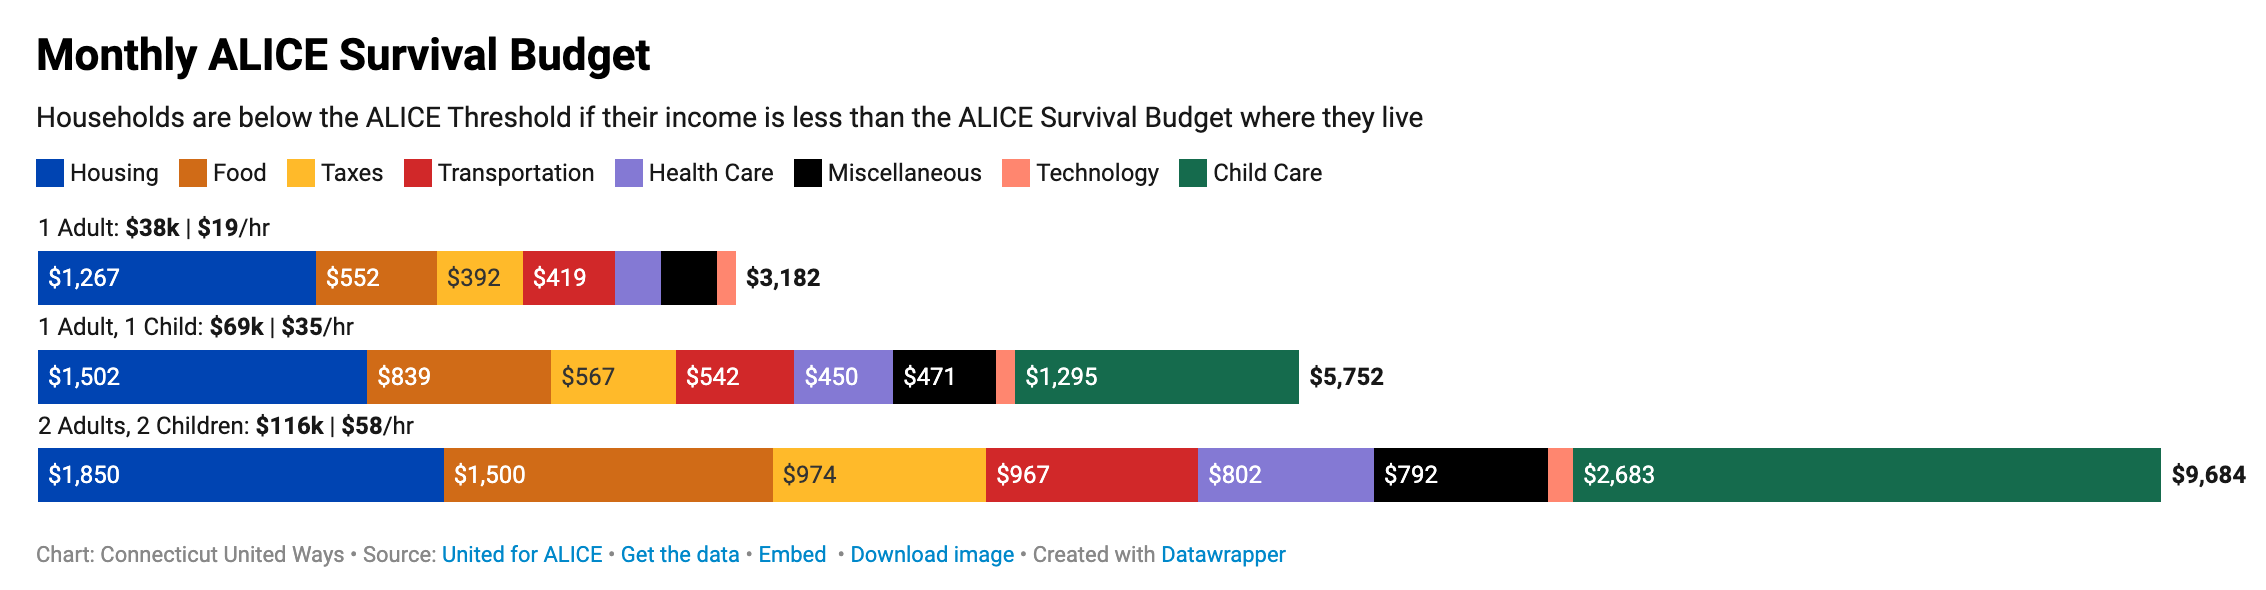 Monthly ALICE Survival Budget
Households are below the ALICE Threshold if their income is less than the ALICE Survival Budget where they live
Housing Food Taxes Transportation Health Care Miscellaneous Technology Child Care
1 Adult: $38k | $19/hr
$1,267 $552 $392 $419 $3,182
1 Adult, 1 Child: $69k | $35/hr
$1,502 $839 $567 $542 $450 $471 $1,295 $5,752
2 Adults, 2 Children: $116k | $58/hr
$1,850 $1,500 $974 $967 $802 $792 $2,683 $9,684
Chart: Connecticut United Ways • Source: United for ALICE • Get the data • Embed • Download image • Created with Datawrapper